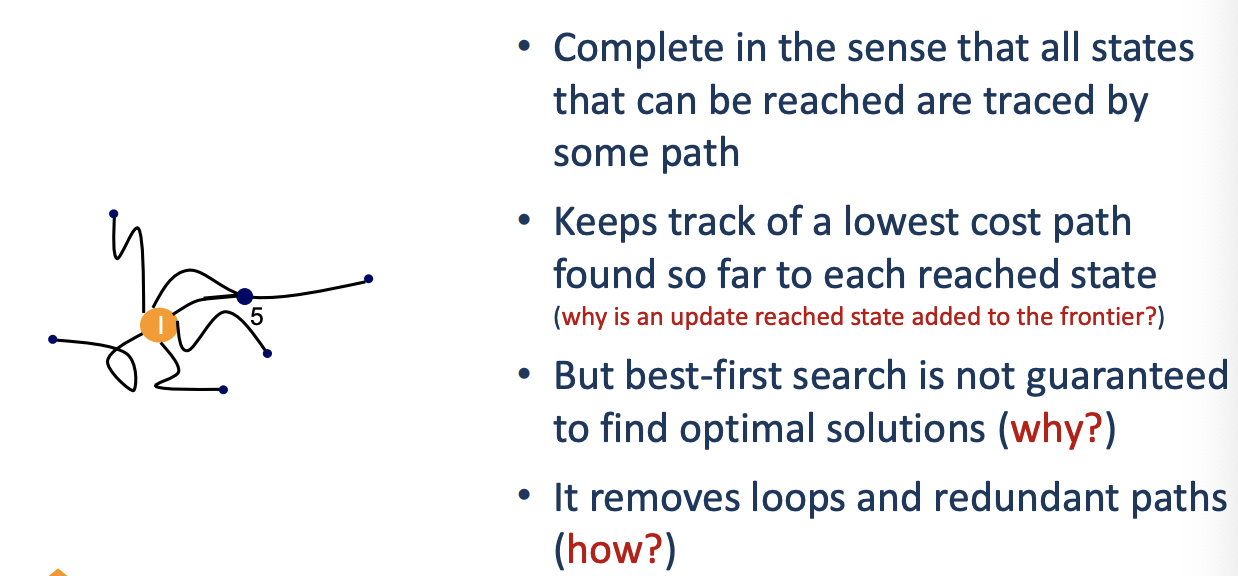 • Complete in the sense that all states
that can be reached are traced by
some path
• Keeps track of a lowest cost path
found so far to each reached state
(why is an update reached state added to the frontier?)
• But best-first search is not guaranteed
to find optimal solutions (why?)
• It removes loops and redundant paths
(how?)
I
5